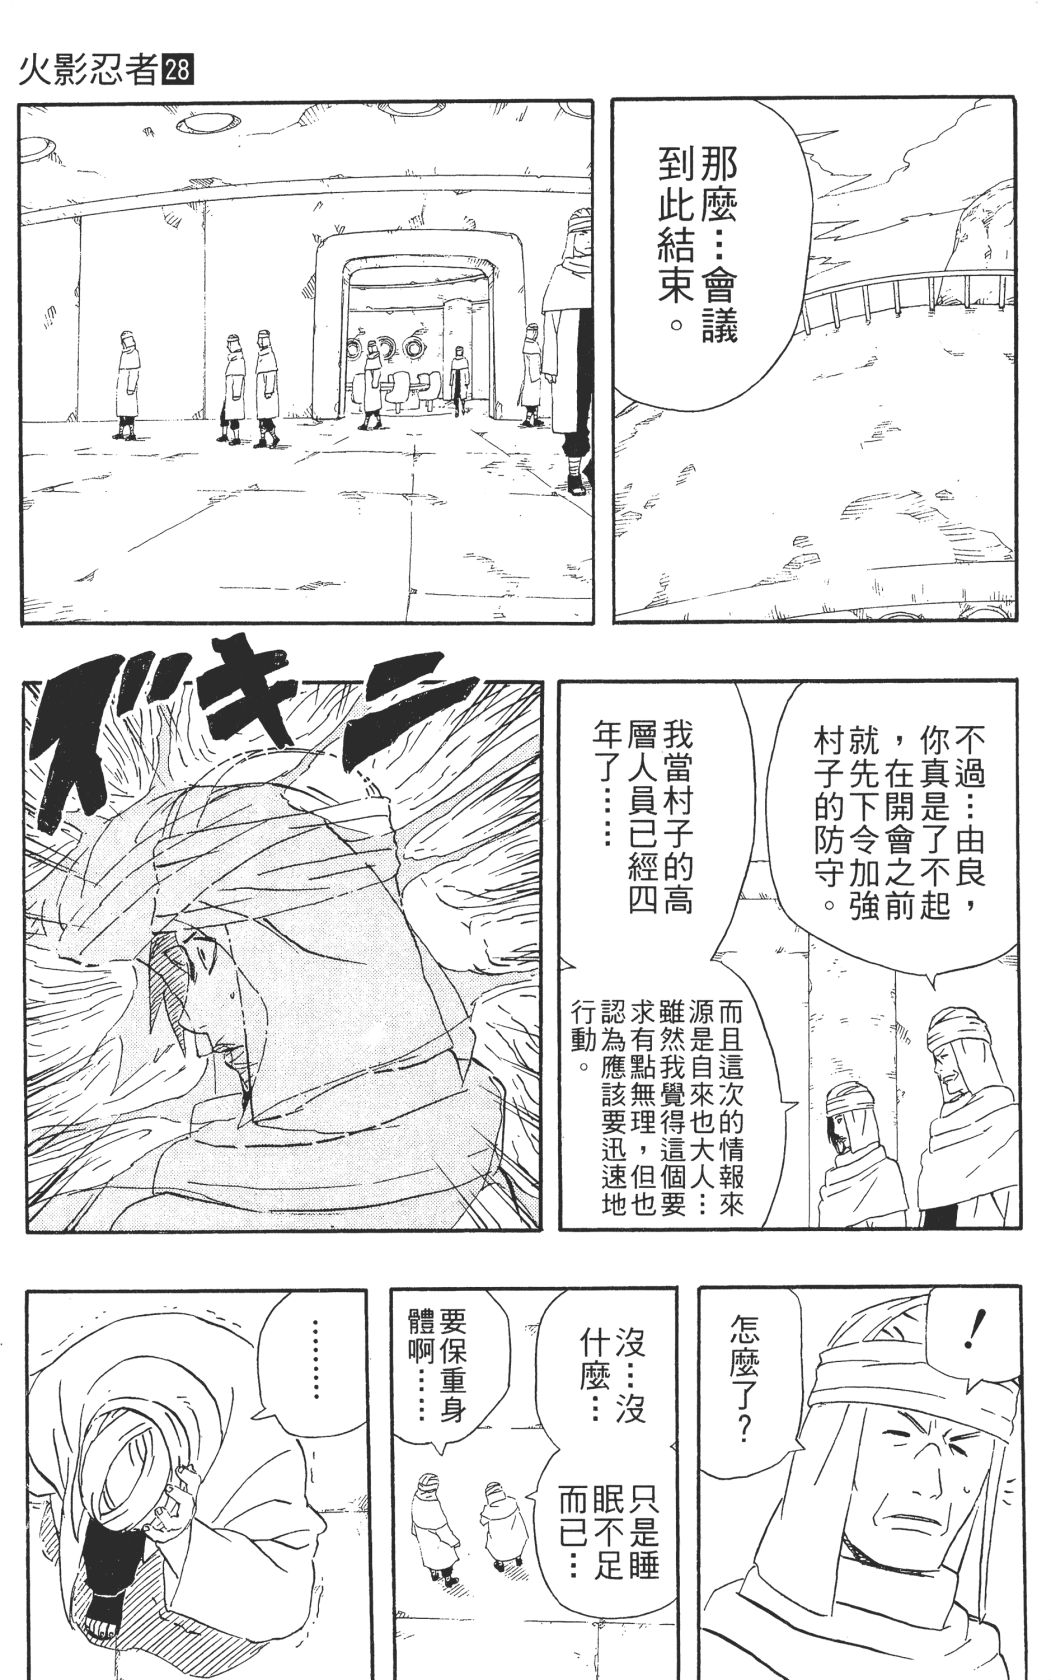 火影忍者28
那麼…會議
到此結束。
不過…由良，
你真是了不起
，在開會之前
就先下令加強
村子的防守。
我當村子的高
層人員已經四
年了……
而且這次的情報來
源是自來也大人…
雖然我覺得這個要
求有點無理，但也
認為應該要迅速地
行動。
ズキン
！
怎麼了？
沒…沒
什麼…
只是睡
眠不足
而已…
要保重身
體啊……
………